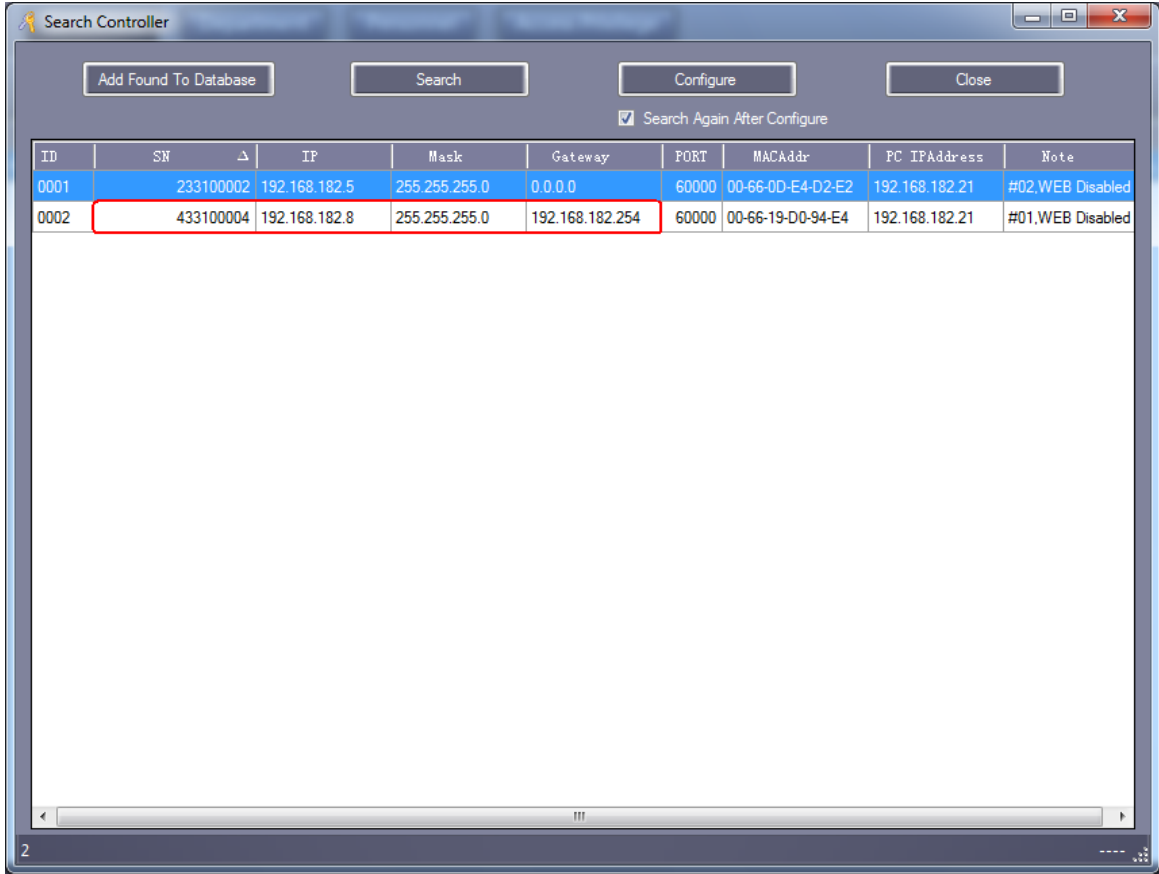 Search Controller
Add Found To Database Search Configure Close
Search Again After Configure
ID SN Δ IP Mask Gateway PORT MACAddr PC IPAddress Note
0001 233100002 192.168.182.5 255.255.255.0 0.0.0.0 60000 00-66-0D-E4-D2-E2 192.168.182.21 #02,WEB Disabled
0002 433100004 192.168.182.8 255.255.255.0 192.168.182.254 60000 00-66-19-D0-94-E4 192.168.182.21 #01,WEB Disabled
2 ----